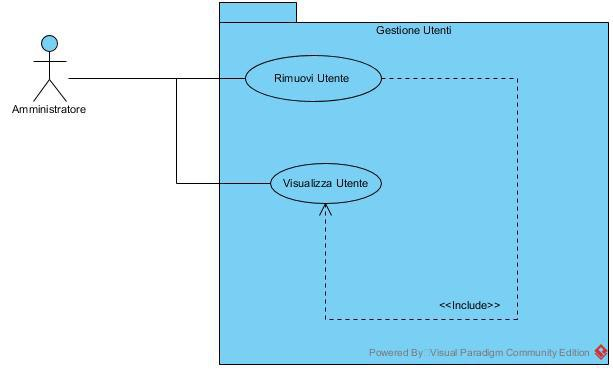 Gestione Utenti
Rimuovi Utente
Amministratore
Visualizza Utente
<<Include>>
Powered By Visual Paradigm Community Edition